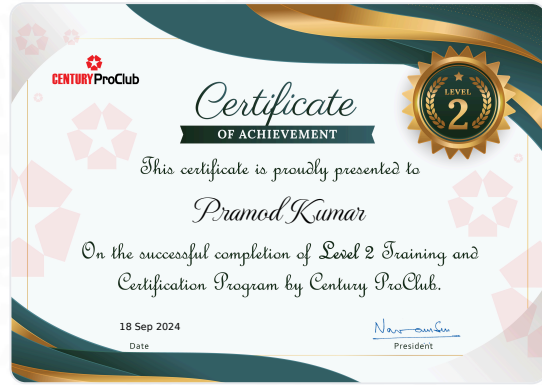 CENTURY ProClub
Certificate
OF ACHIEVEMENT
LEVEL
2
This certificate is proudly presented to
Pramod Kumar
On the successful completion of Level 2 Training and
Certification Program by Century ProClub.
18 Sep 2024
Date
President